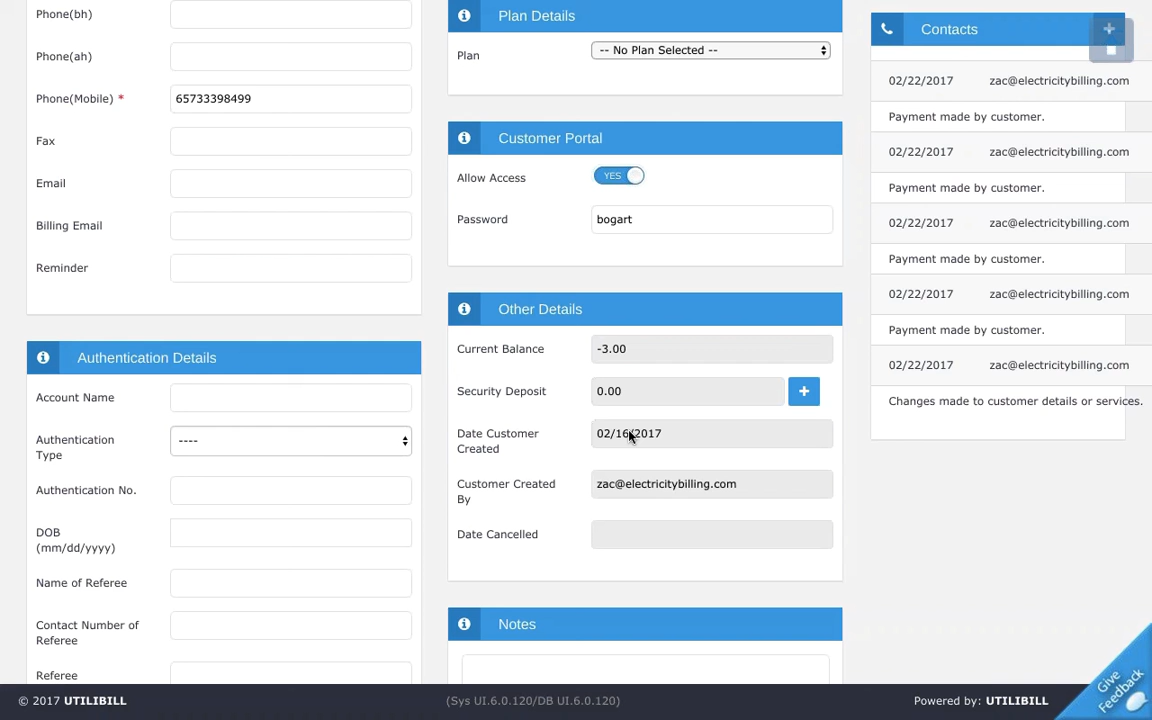 Phone(bh)
Phone(ah)
Phone(Mobile) *
65733398499
Fax
Email
Billing Email
Reminder
Authentication Details
Account Name
Authentication
Type
----
Authentication No.
DOB
(mm/dd/yyyy)
Name of Referee
Contact Number of
Referee
Referee
Plan Details
Plan
-- No Plan Selected --
Customer Portal
Allow Access
YES
Password
bogart
Other Details
Current Balance
-3.00
Security Deposit
0.00
+
Date Customer
Created
02/16/2017
Customer Created
By
zac@electricitybilling.com
Date Cancelled
Notes
Contacts
+
02/22/2017 zac@electricitybilling.com
Payment made by customer.
02/22/2017 zac@electricitybilling.com
Payment made by customer.
02/22/2017 zac@electricitybilling.com
Payment made by customer.
02/22/2017 zac@electricitybilling.com
Payment made by customer.
02/22/2017 zac@electricitybilling.com
Changes made to customer details or services.
Give
Feedback
© 2017 UTILIBILL
(Sys UI.6.0.120/DB UI.6.0.120)
Powered by: UTILIBILL